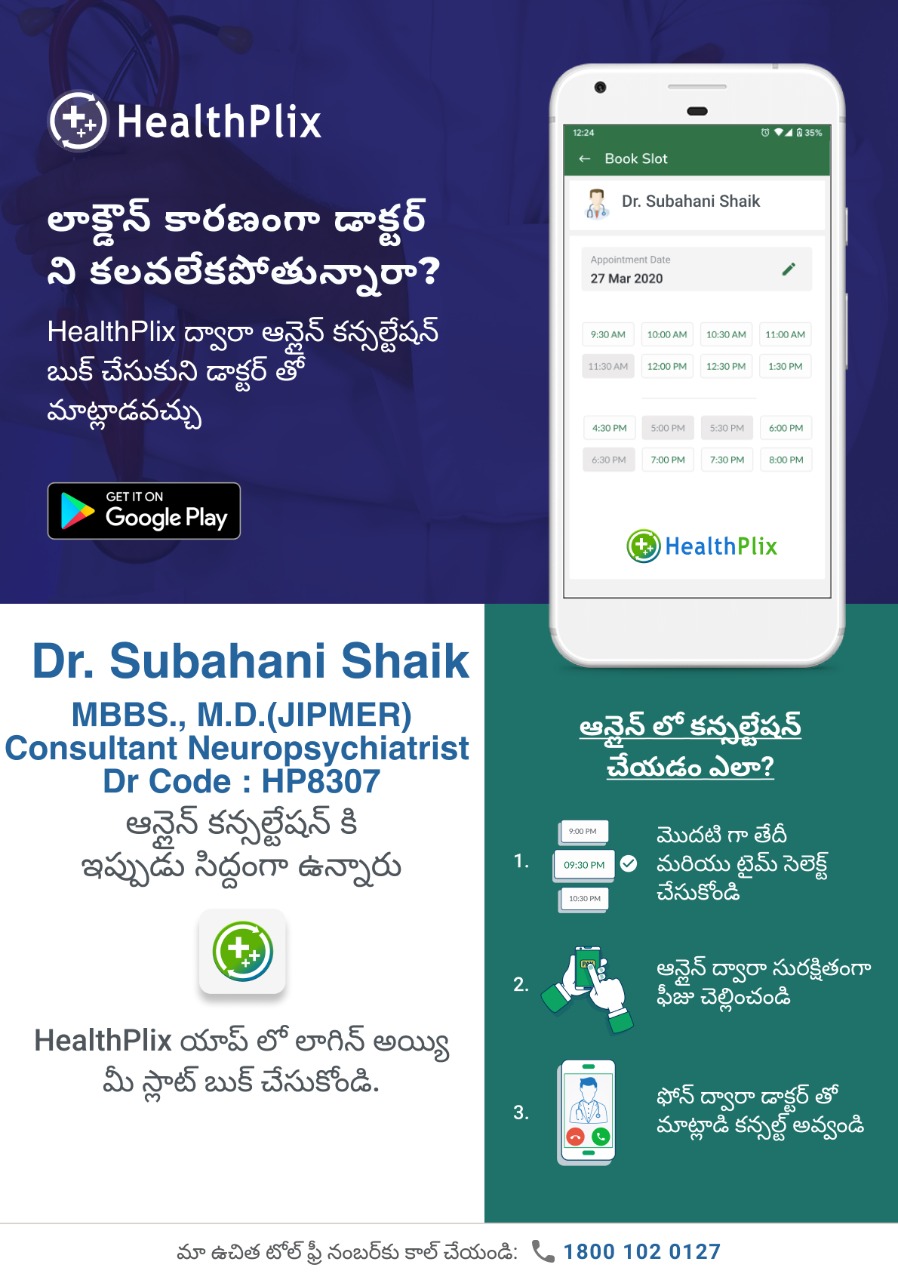 HealthPlix
లాక్డౌన్ కారణంగా డాక్టర్
ని కలవలేకపోతున్నారా?
HealthPlix ద్వారా ఆన్లైన్ కన్సల్టేషన్
బుక్ చేసుకుని డాక్టర్ తో
మాట్లాడవచ్చు
GET IT ON
Google Play
12:24 35%
← Book Slot
Dr. Subahani Shaik
Appointment Date
27 Mar 2020
9:30 AM 10:00 AM 10:30 AM 11:00 AM
11:30 AM 12:00 PM 12:30 PM 1:30 PM
4:30 PM 5:00 PM 5:30 PM 6:00 PM
6:30 PM 7:00 PM 7:30 PM 8:00 PM
HealthPlix
Dr. Subahani Shaik
MBBS., M.D.(JIPMER)
Consultant Neuropsychiatrist
Dr Code : HP8307
ఆన్లైన్ కన్సల్టేషన్ కి
ఇప్పుడు సిద్దంగా ఉన్నారు
HealthPlix యాప్ లో లాగిన్ అయ్యి
మీ స్లాట్ బుక్ చేసుకోండి.
ఆన్లైన్ లో కన్సల్టేషన్
చేయడం ఎలా?
1.
9:00 PM
09:30 PM
10:30 PM
మొదటి గా తేదీ
మరియు టైమ్ సెలెక్ట్
చేసుకోండి
2.
ఆన్లైన్ ద్వారా సురక్షితంగా
ఫీజు చెల్లించండి
3.
ఫోన్ ద్వారా డాక్టర్ తో
మాట్లాడి కన్సల్ట్ అవ్వండి
మా ఉచిత టోల్ ఫ్రీ నంబర్‌కు కాల్ చేయండి: 1800 102 0127